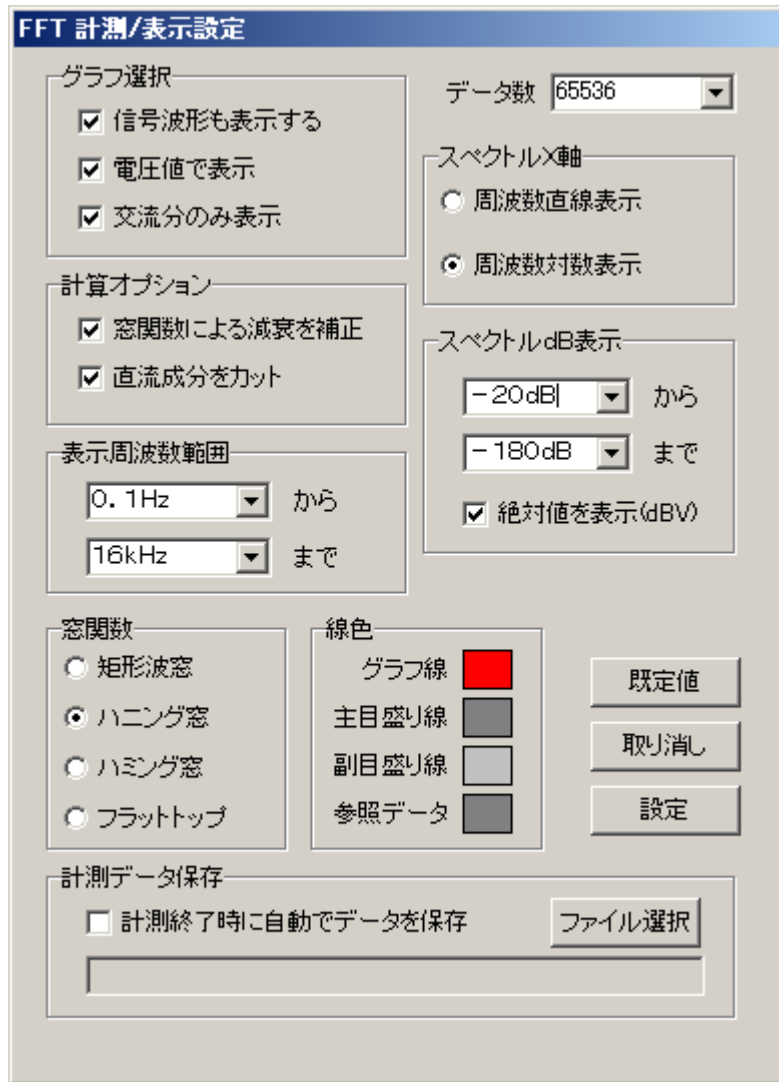 FFT 計測/表示設定
グラフ選択
信号波形も表示する
電圧値で表示
交流分のみ表示
計算オプション
窓関数による減衰を補正
直流成分をカット
表示周波数範囲
0.1Hz から
16kHz まで
データ数 65536
スペクトルX軸
周波数直線表示
周波数対数表示
スペクトルdB表示
-20dB から
-180dB まで
絶対値を表示(dBV)
窓関数
矩形波窓
ハニング窓
ハミング窓
フラットトップ
線色
グラフ線
主目盛り線
副目盛り線
参照データ
既定値
取り消し
設定
計測データ保存
計測終了時に自動でデータを保存 ファイル選択